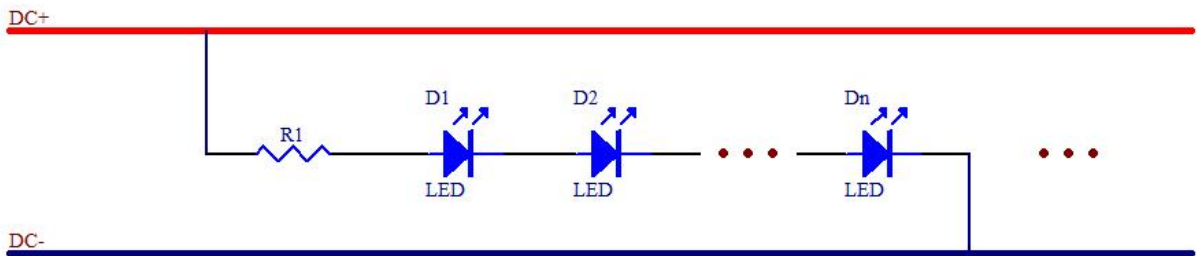 DC+
D1 D2 Dn
R1
LED LED LED
DC-